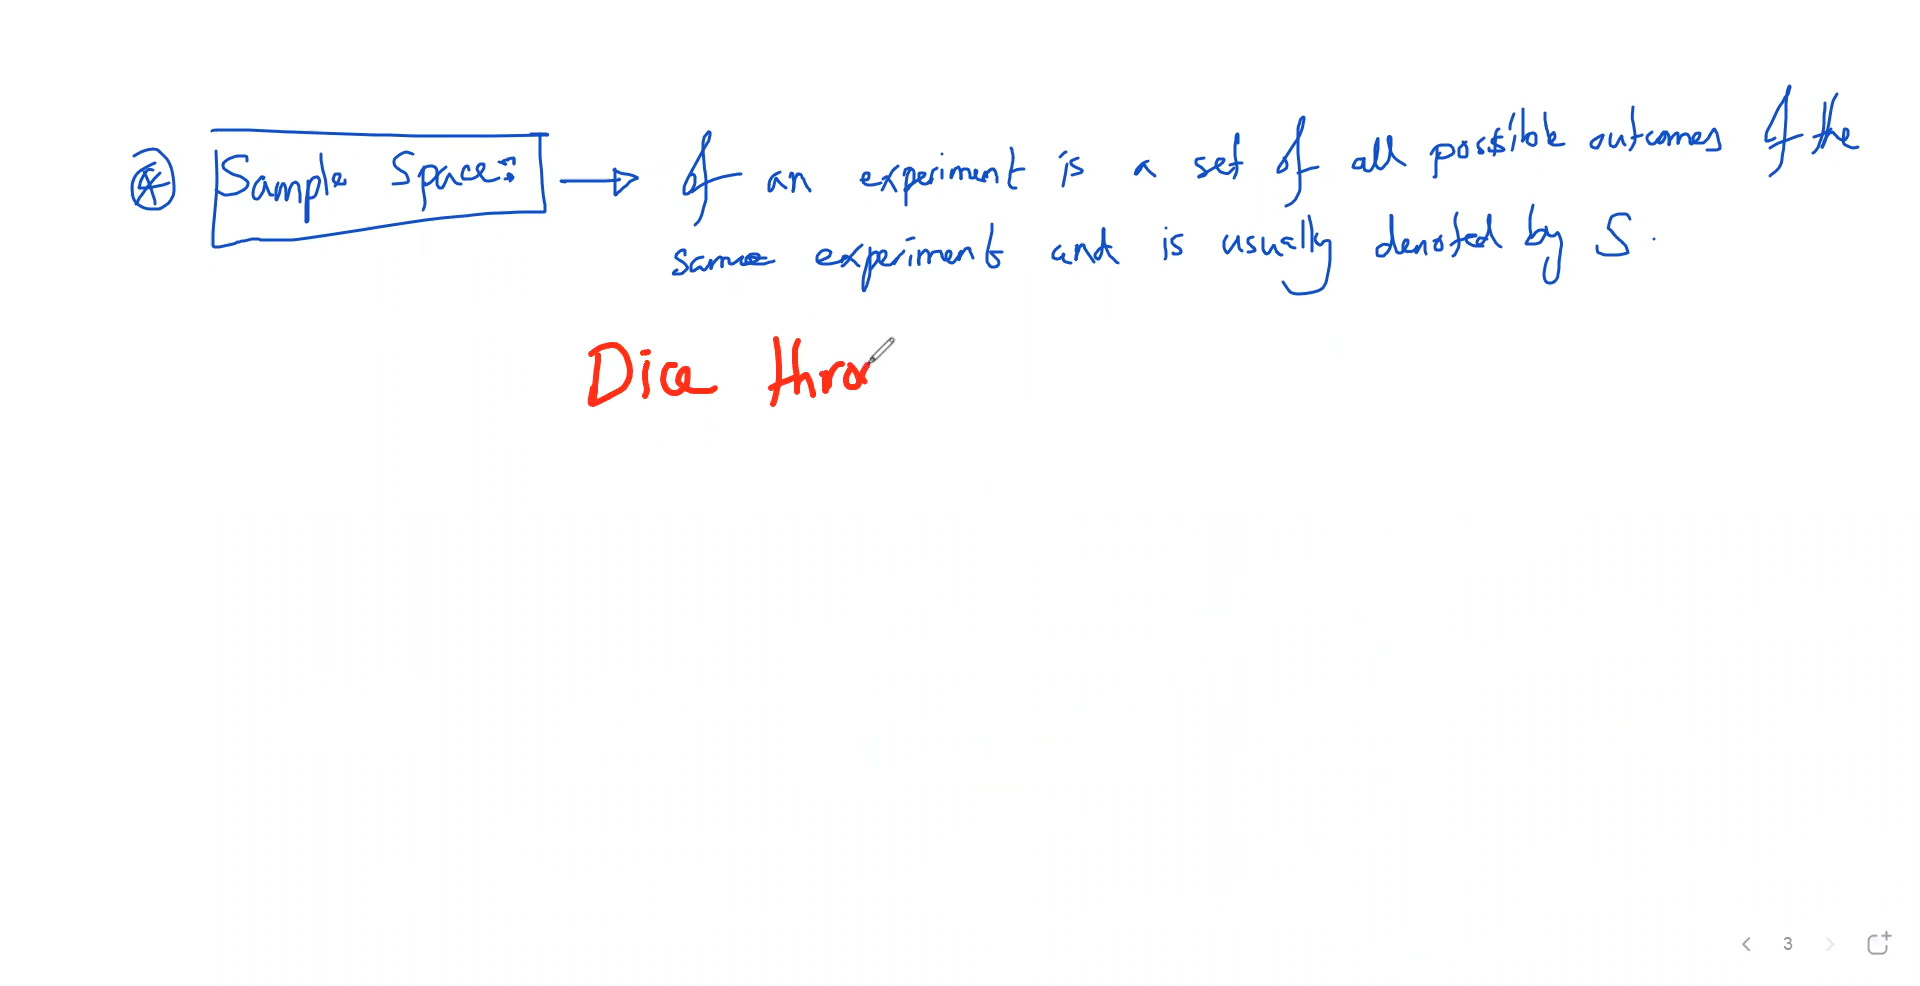 Sample Space: → Of an experiment is a set of all possible outcomes of the
same experiment and is usually denoted by S.
Dice thro
3